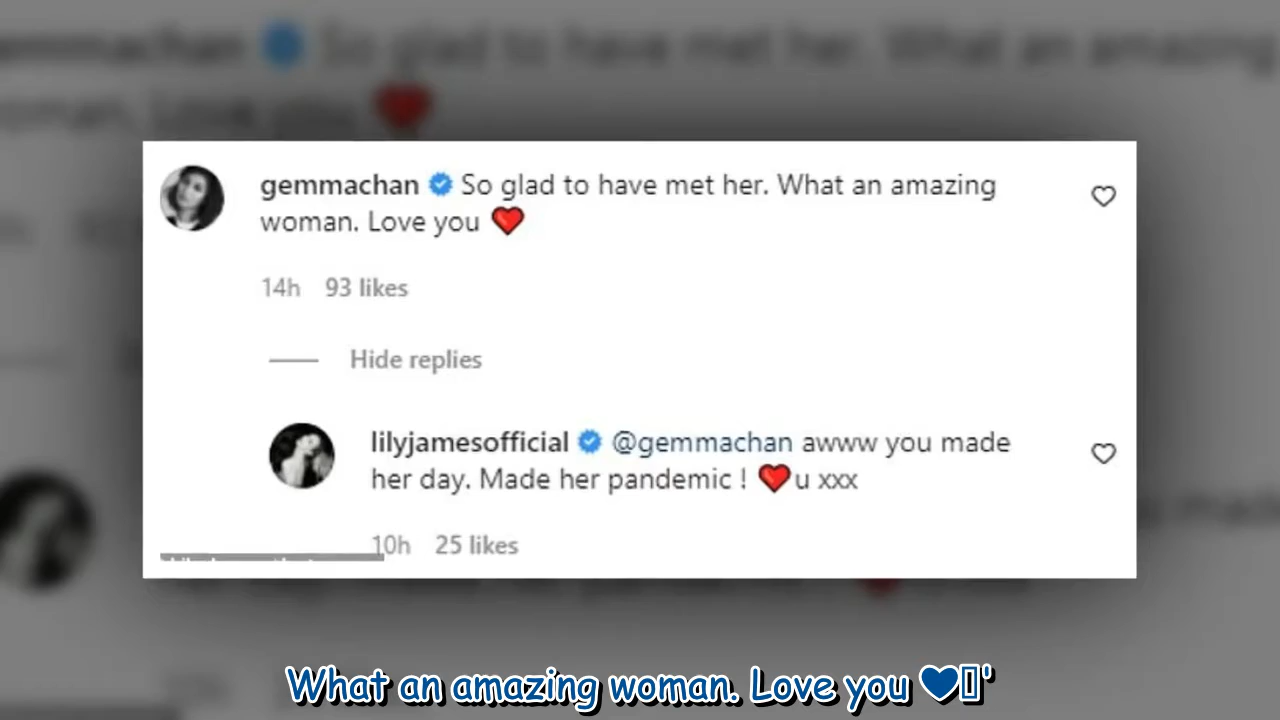 gemmachan So glad to have met her. What an amazing
woman. Love you ❤️
14h 93 likes
Hide replies
lilyjamesofficial @gemmachan awww you made
her day. Made her pandemic ! ❤️u xxx
10h 25 likes
What an amazing woman. Love you ♥▯'